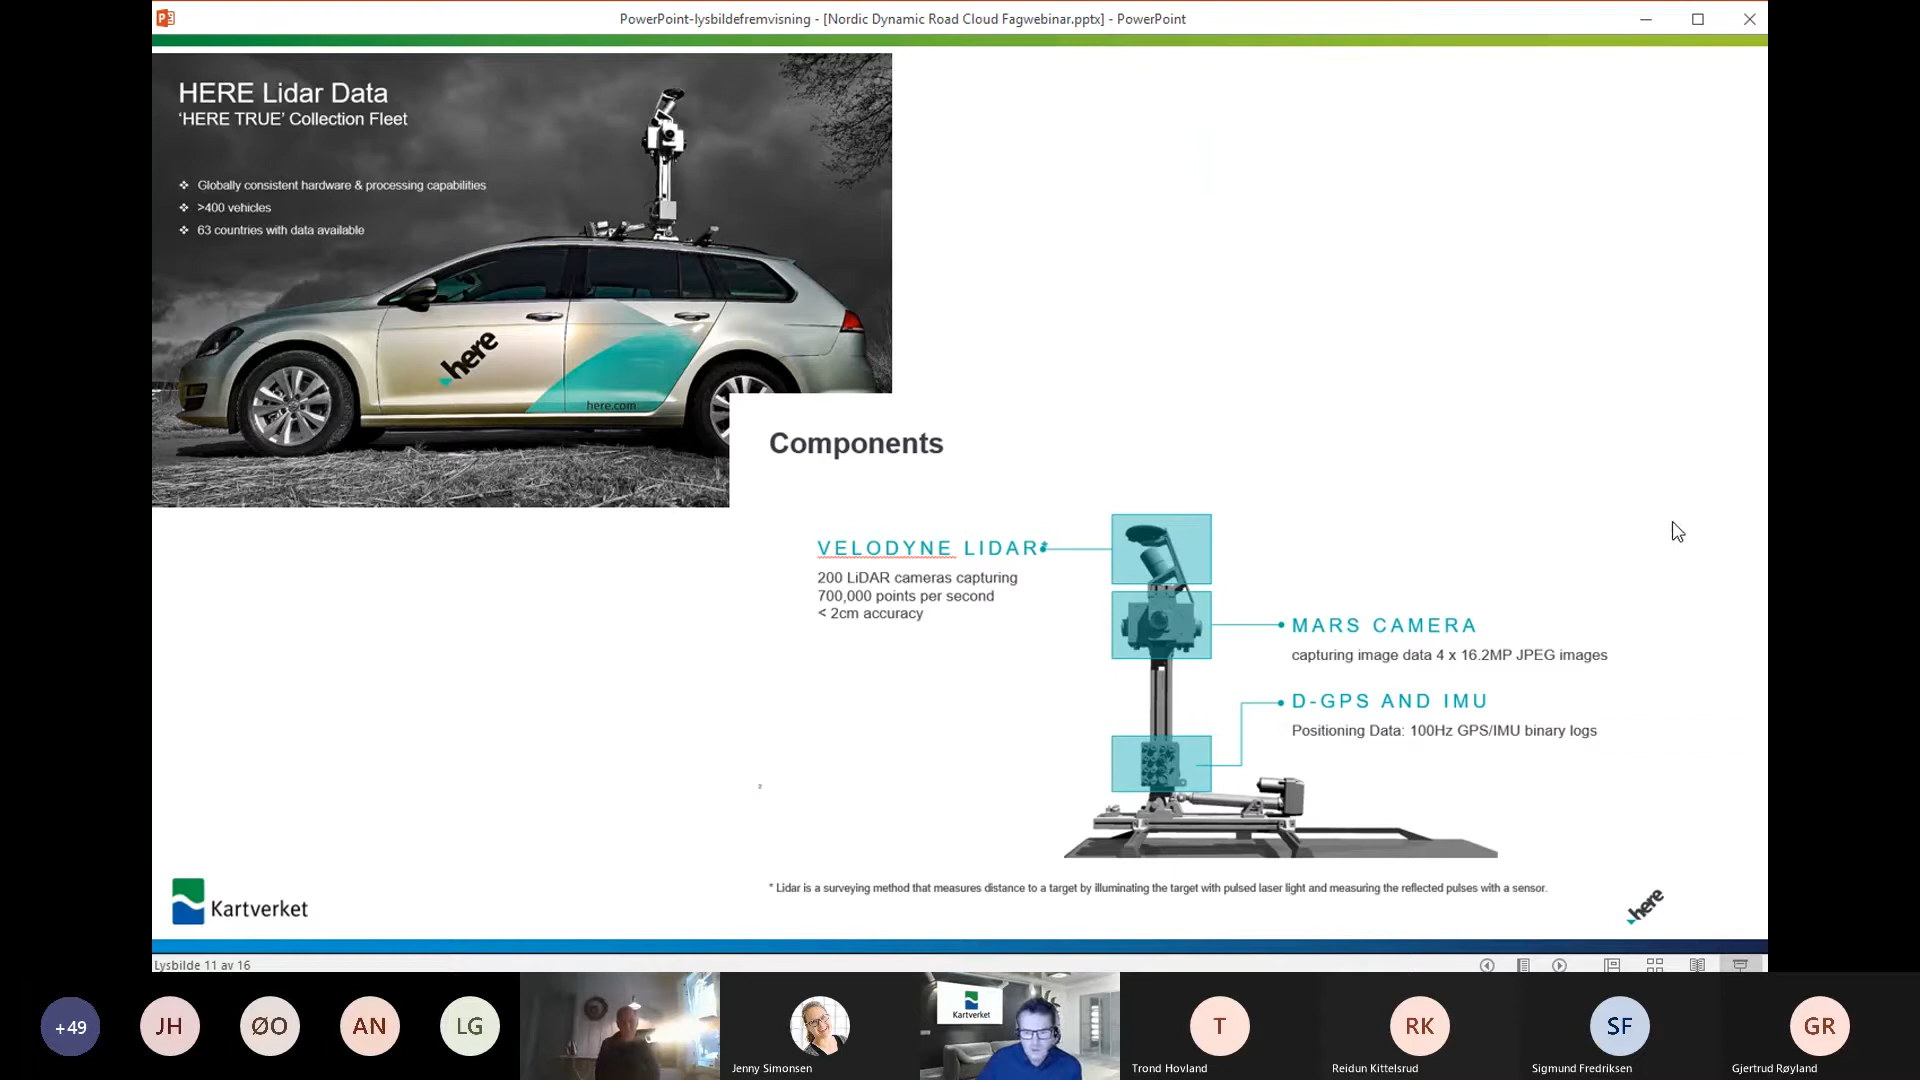 PowerPoint-lysbildefremvisning - [Nordic Dynamic Road Cloud Fagwebinar.pptx] - PowerPoint
HERE Lidar Data
‘HERE TRUE’ Collection Fleet
❖ Globally consistent hardware & processing capabilities
❖ >400 vehicles
❖ 63 countries with data available
here
here.com
Components
VELODYNE LIDAR*
200 LiDAR cameras capturing
700,000 points per second
< 2cm accuracy
MARS CAMERA
capturing image data 4 x 16.2MP JPEG images
D-GPS AND IMU
Positioning Data: 100Hz GPS/IMU binary logs
2
* Lidar is a surveying method that measures distance to a target by illuminating the target with pulsed laser light and measuring the reflected pulses with a sensor.
Kartverket
here
Lysbilde 11 av 16
+49
JH
ØO
AN
LG
Jenny Simonsen
Kartverket
T
Trond Hovland
RK
Reidun Kittelsrud
SF
Sigmund Fredriksen
GR
Gjertrud Røyland